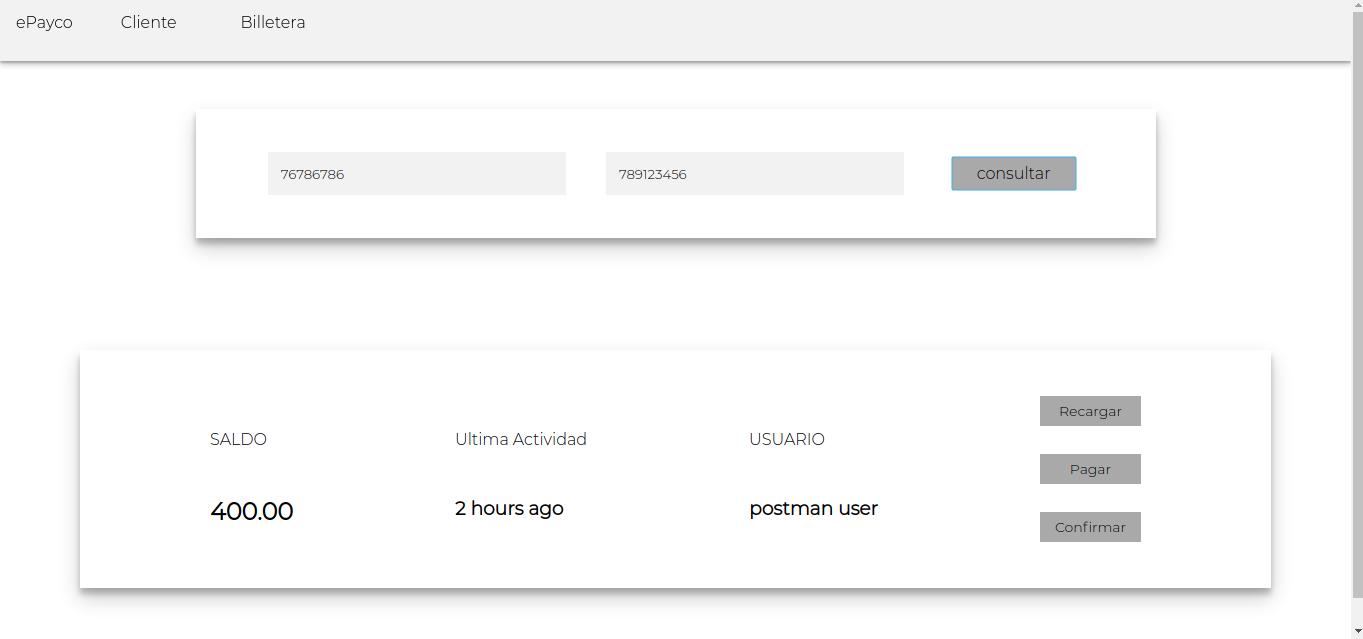 ePayco Cliente Billetera
76786786 789123456 consultar
Recargar
SALDO Ultima Actividad USUARIO
Pagar
400.00 2 hours ago postman user
Confirmar